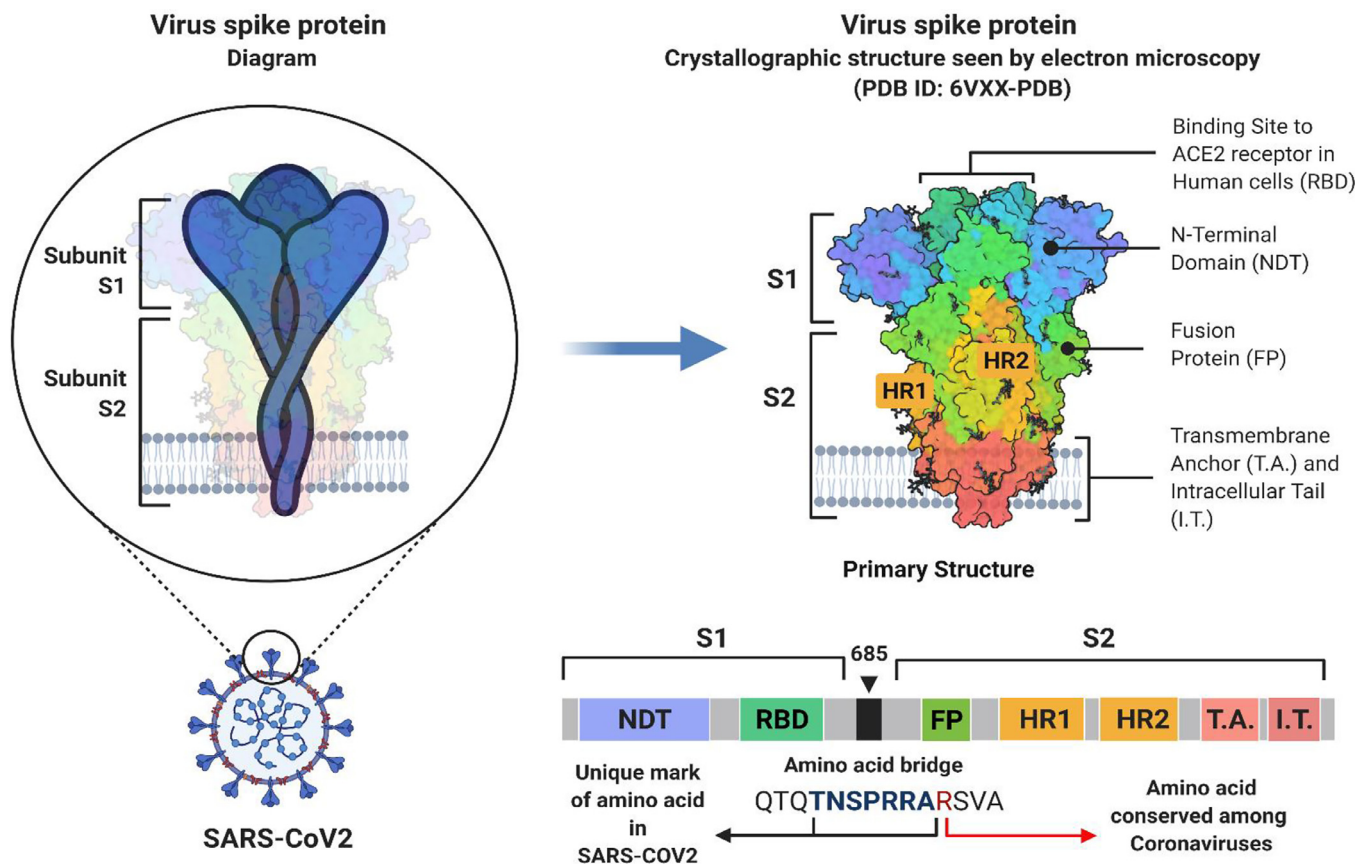 Virus spike protein
Diagram
Subunit
S1
Subunit
S2
SARS-CoV2
Virus spike protein
Crystallographic structure seen by electron microscopy
(PDB ID: 6VXX-PDB)
S1
S2
HR1
HR2
Binding Site to
ACE2 receptor in
Human cells (RBD)
N-Terminal
Domain (NDT)
Fusion
Protein (FP)
Transmembrane
Anchor (T.A.) and
Intracellular Tail
(I.T.)
Primary Structure
S1 685 S2
NDT RBD FP HR1 HR2 T.A. I.T.
Unique mark
of amino acid
in
SARS-COV2
Amino acid bridge
QTQTNSPRRARSVA
Amino acid
conserved among
Coronaviruses